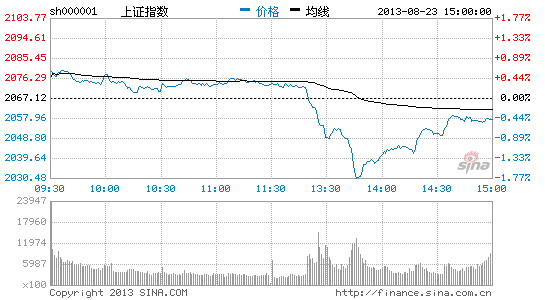 sh000001 上证指数 价格 均线 2013-08-23 15:00:00
2103.77 1.77%
2094.61 1.33%
2085.45 0.89%
2076.29 0.44%
2067.12 0.00%
2057.96 -0.44%
2048.80 -0.89%
2039.64 -1.33%
2030.48 -1.77%
sina
09:30 10:00 10:30 11:00 11:30 13:30 14:00 14:30 15:00
23947
17960
11974
5987
x100
Copyright 2013 SINA.COM http://finance.sina.com.cn